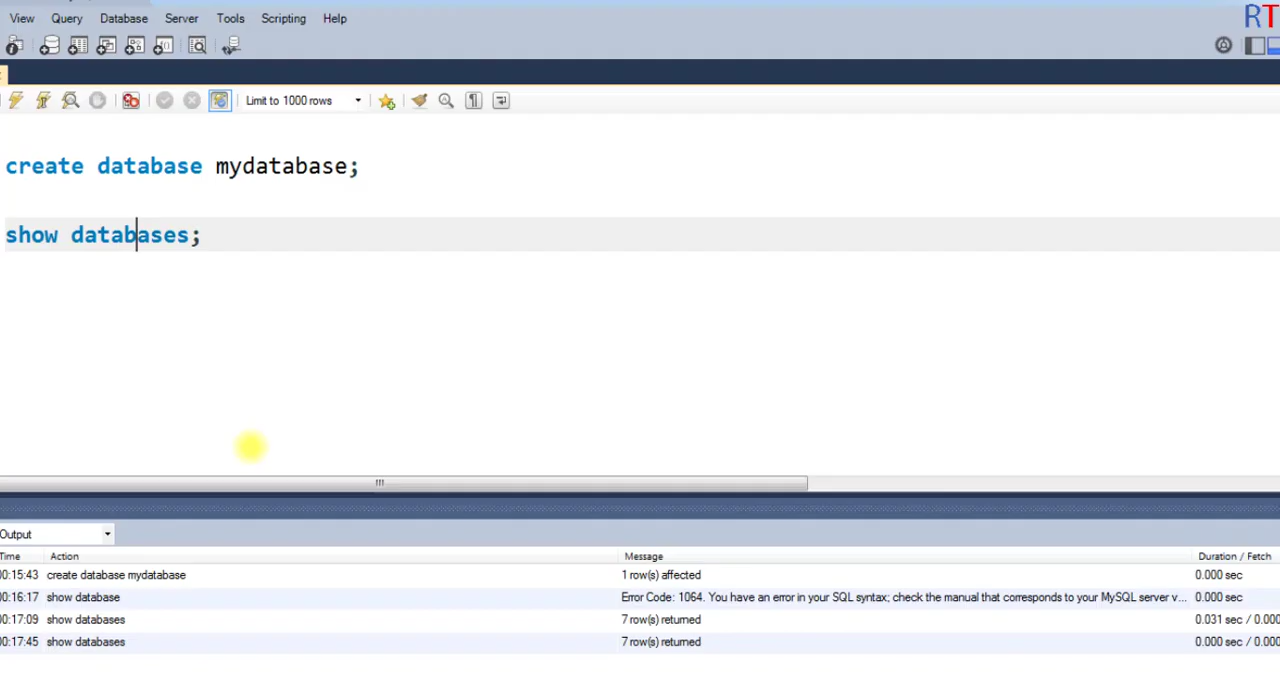 View Query Database Server Tools Scripting Help
RT
Limit to 1000 rows
create database mydatabase;
show databases;
Output
Time Action Message Duration / Fetch
00:15:43 create database mydatabase 1 row(s) affected 0.000 sec
00:16:17 show database Error Code: 1064. You have an error in your SQL syntax; check the manual that corresponds to your MySQL server v... 0.000 sec
00:17:09 show databases 7 row(s) returned 0.031 sec / 0.000
00:17:45 show databases 7 row(s) returned 0.000 sec / 0.000